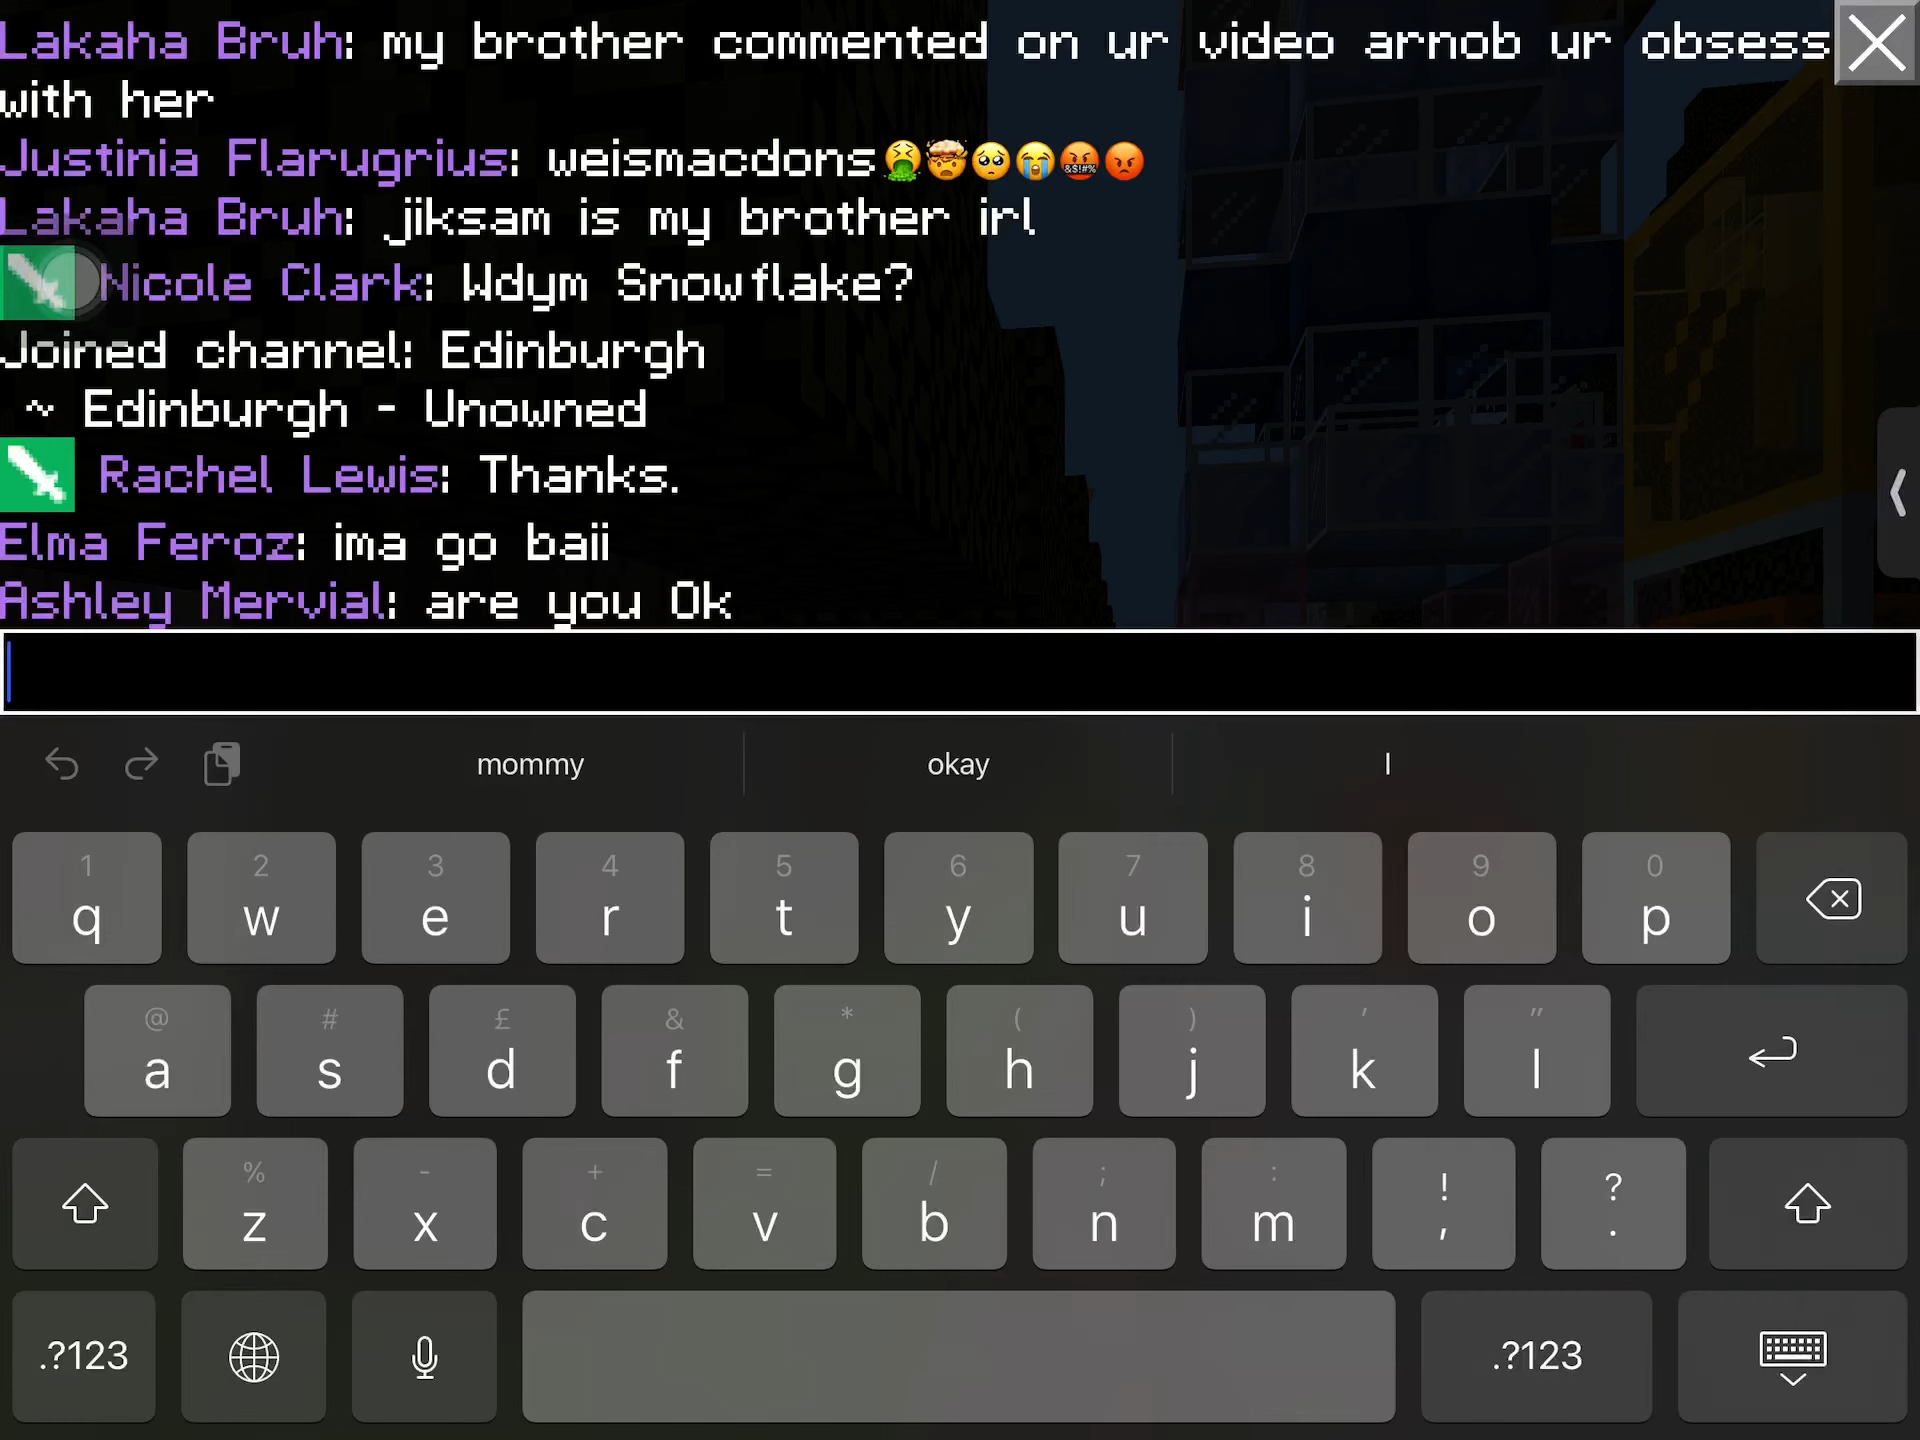 Lakaha Bruh: my brother commented on ur video arnob ur obsess
with her
Justinia Flarugrius: weismacdons🤮🤯🥺😭🤬😡
Lakaha Bruh: .jiksam is my brother irl
Nicole Clark: Wdym Snowflake?
Joined channel: Edinburgh
~ Edinburgh - Unowned
Rachel Lewis: Thanks.
Elma Feroz: ima go baii
Ashley Mervial: are you Ok
mommy okay I
1 2 3 4 5 6 7 8 9 0
q w e r t y u i o p
@ # £ & * ( ) ' "
a s d f g h j k l
% - + = / ; : ! ?
z x c v b n m , .
.?123 .?123